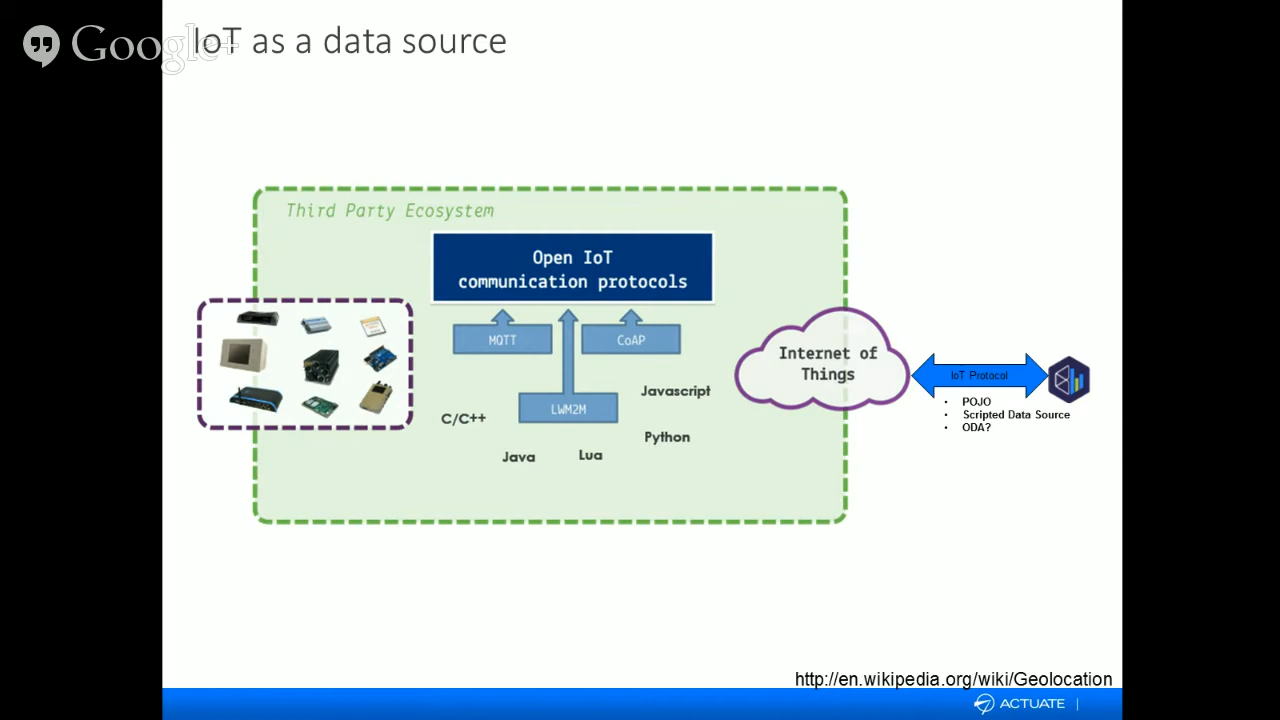 Google+
IoT as a data source
Third Party Ecosystem
Open IoT
communication protocols
MQTT
CoAP
LWM2M
Javascript
C/C++
Python
Java
Lua
Internet of
Things
IoT Protocol
• POJO
• Scripted Data Source
• ODA?
http://en.wikipedia.org/wiki/Geolocation
ACTUATE